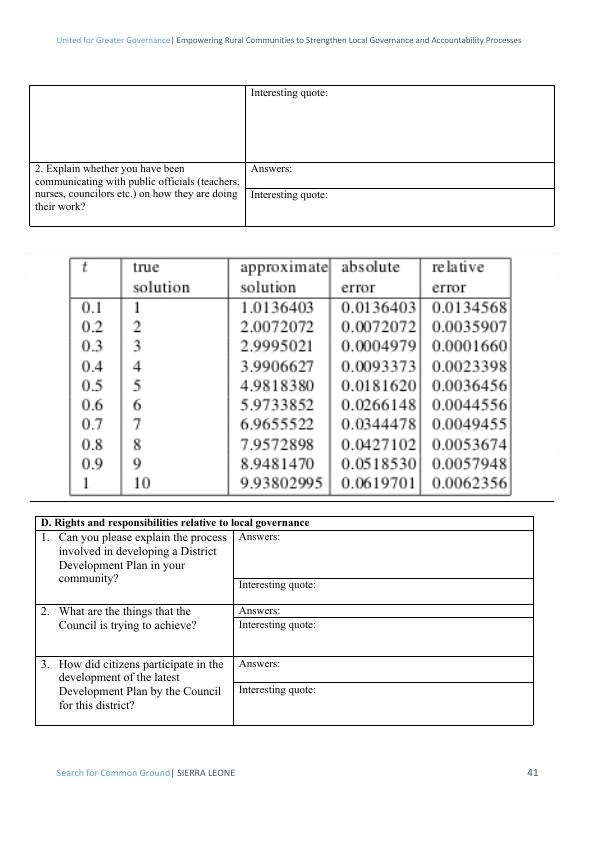 United for Greater Governance| Empowering Rural Communities to Strengthen Local Governance and Accountability Processes
Interesting quote:
2. Explain whether you have been
communicating with public officials (teachers,
nurses, councilors etc.) on how they are doing
their work?
Answers:
Interesting quote:
t true solution approximate solution absolute error relative error
0.1 1 1.0136403 0.0136403 0.0134568
0.2 2 2.0072072 0.0072072 0.0035907
0.3 3 2.9995021 0.0004979 0.0001660
0.4 4 3.9906627 0.0093373 0.0023398
0.5 5 4.9818380 0.0181620 0.0036456
0.6 6 5.9733852 0.0266148 0.0044556
0.7 7 6.9655522 0.0344478 0.0049455
0.8 8 7.9572898 0.0427102 0.0053674
0.9 9 8.9481470 0.0518530 0.0057948
1 10 9.93802995 0.0619701 0.0062356
D. Rights and responsibilities relative to local governance
1. Can you please explain the process
involved in developing a District
Development Plan in your
community?
Answers:
Interesting quote:
2. What are the things that the
Council is trying to achieve?
Answers:
Interesting quote:
3. How did citizens participate in the
development of the latest
Development Plan by the Council
for this district?
Answers:
Interesting quote:
Search for Common Ground| SIERRA LEONE 41